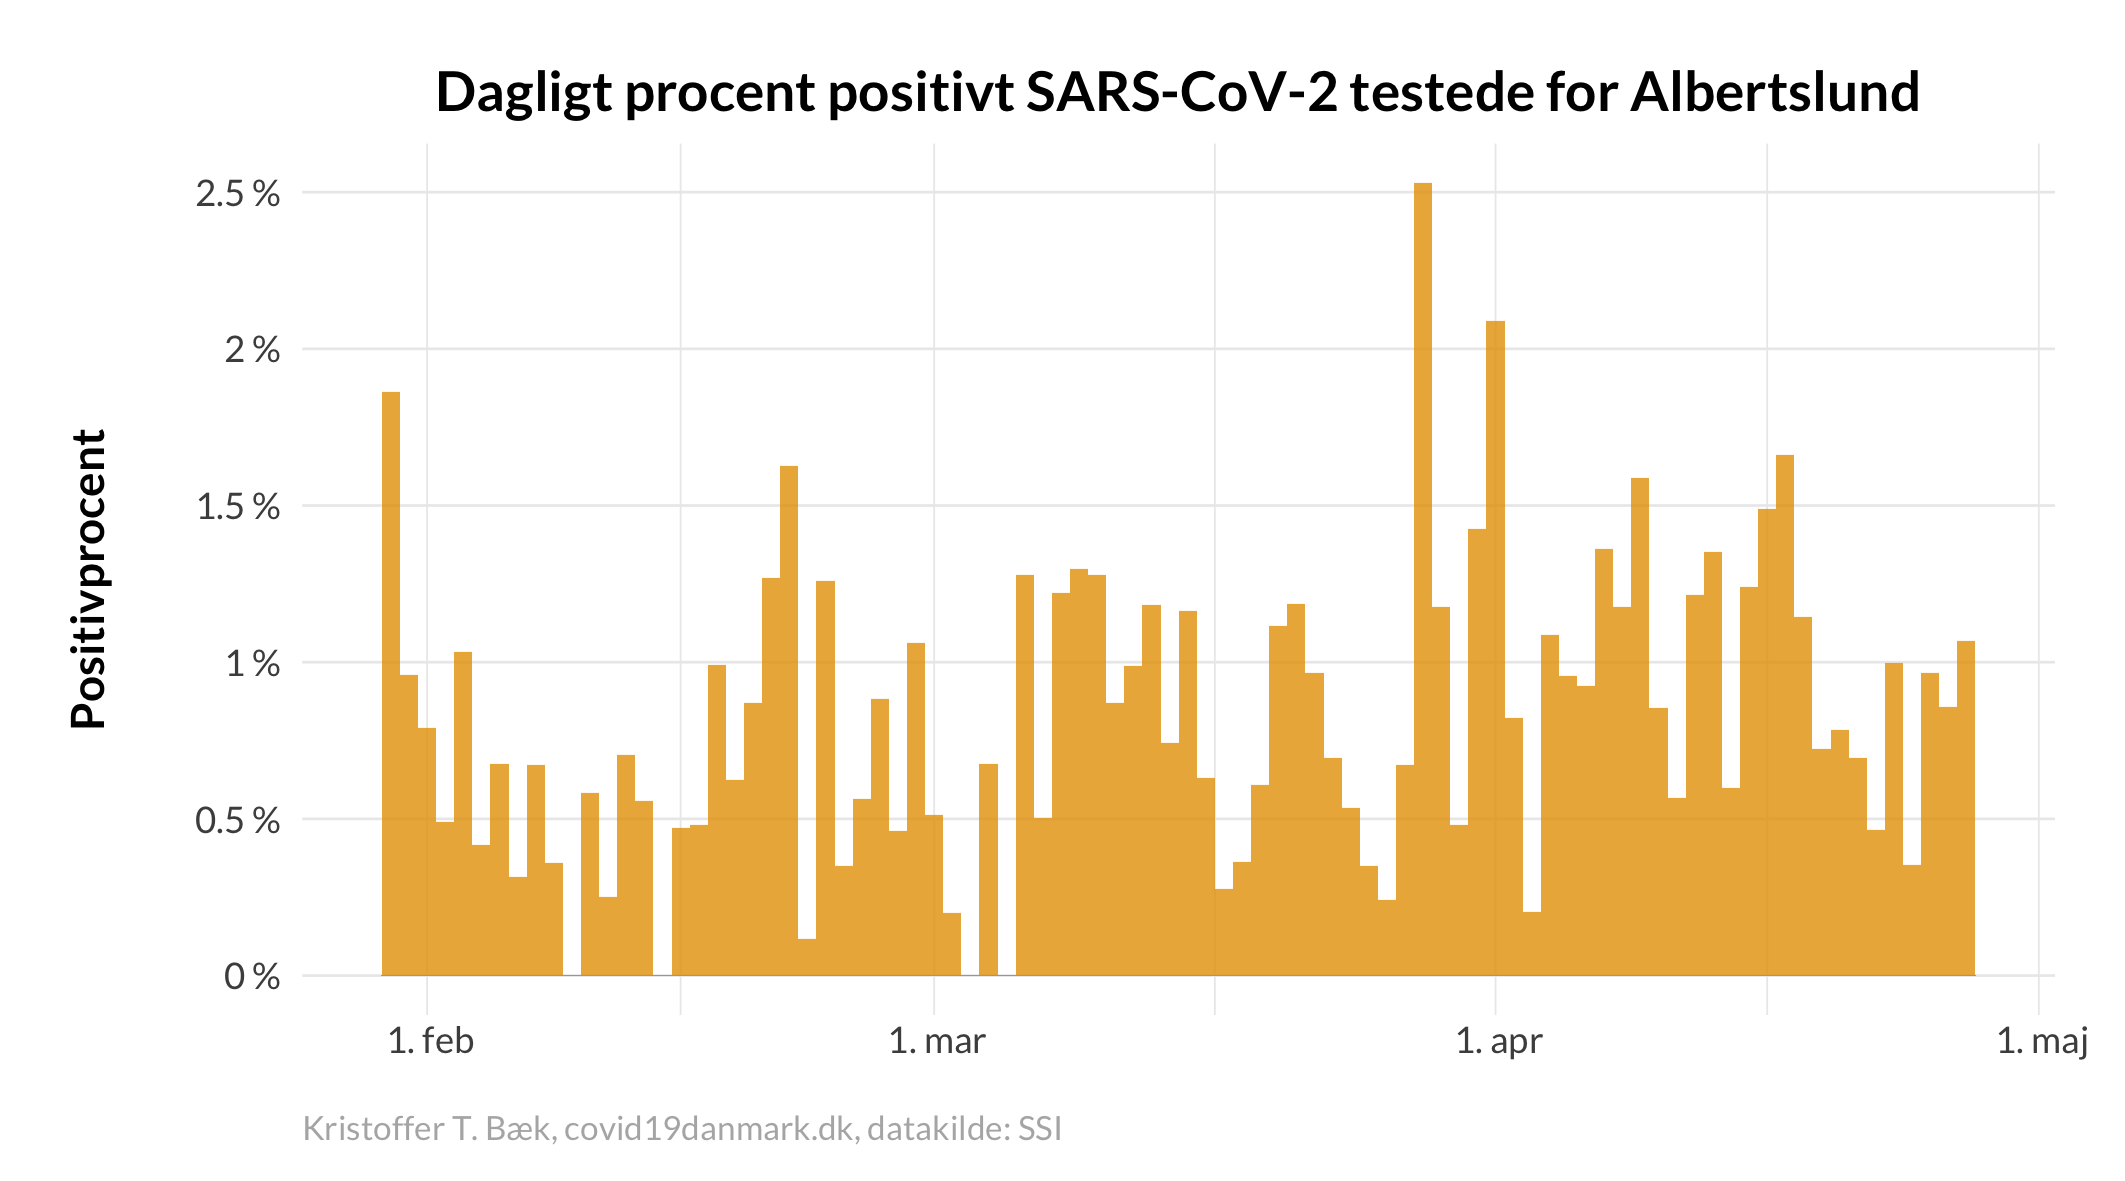 Dagligt procent positivt SARS-CoV-2 testede for Albertslund
Positivprocent
2.5 %
2 %
1.5 %
1 %
0.5 %
0 %
1. feb
1. mar
1. apr
1. maj
Kristoffer T. Bæk, covid19danmark.dk, datakilde: SSI